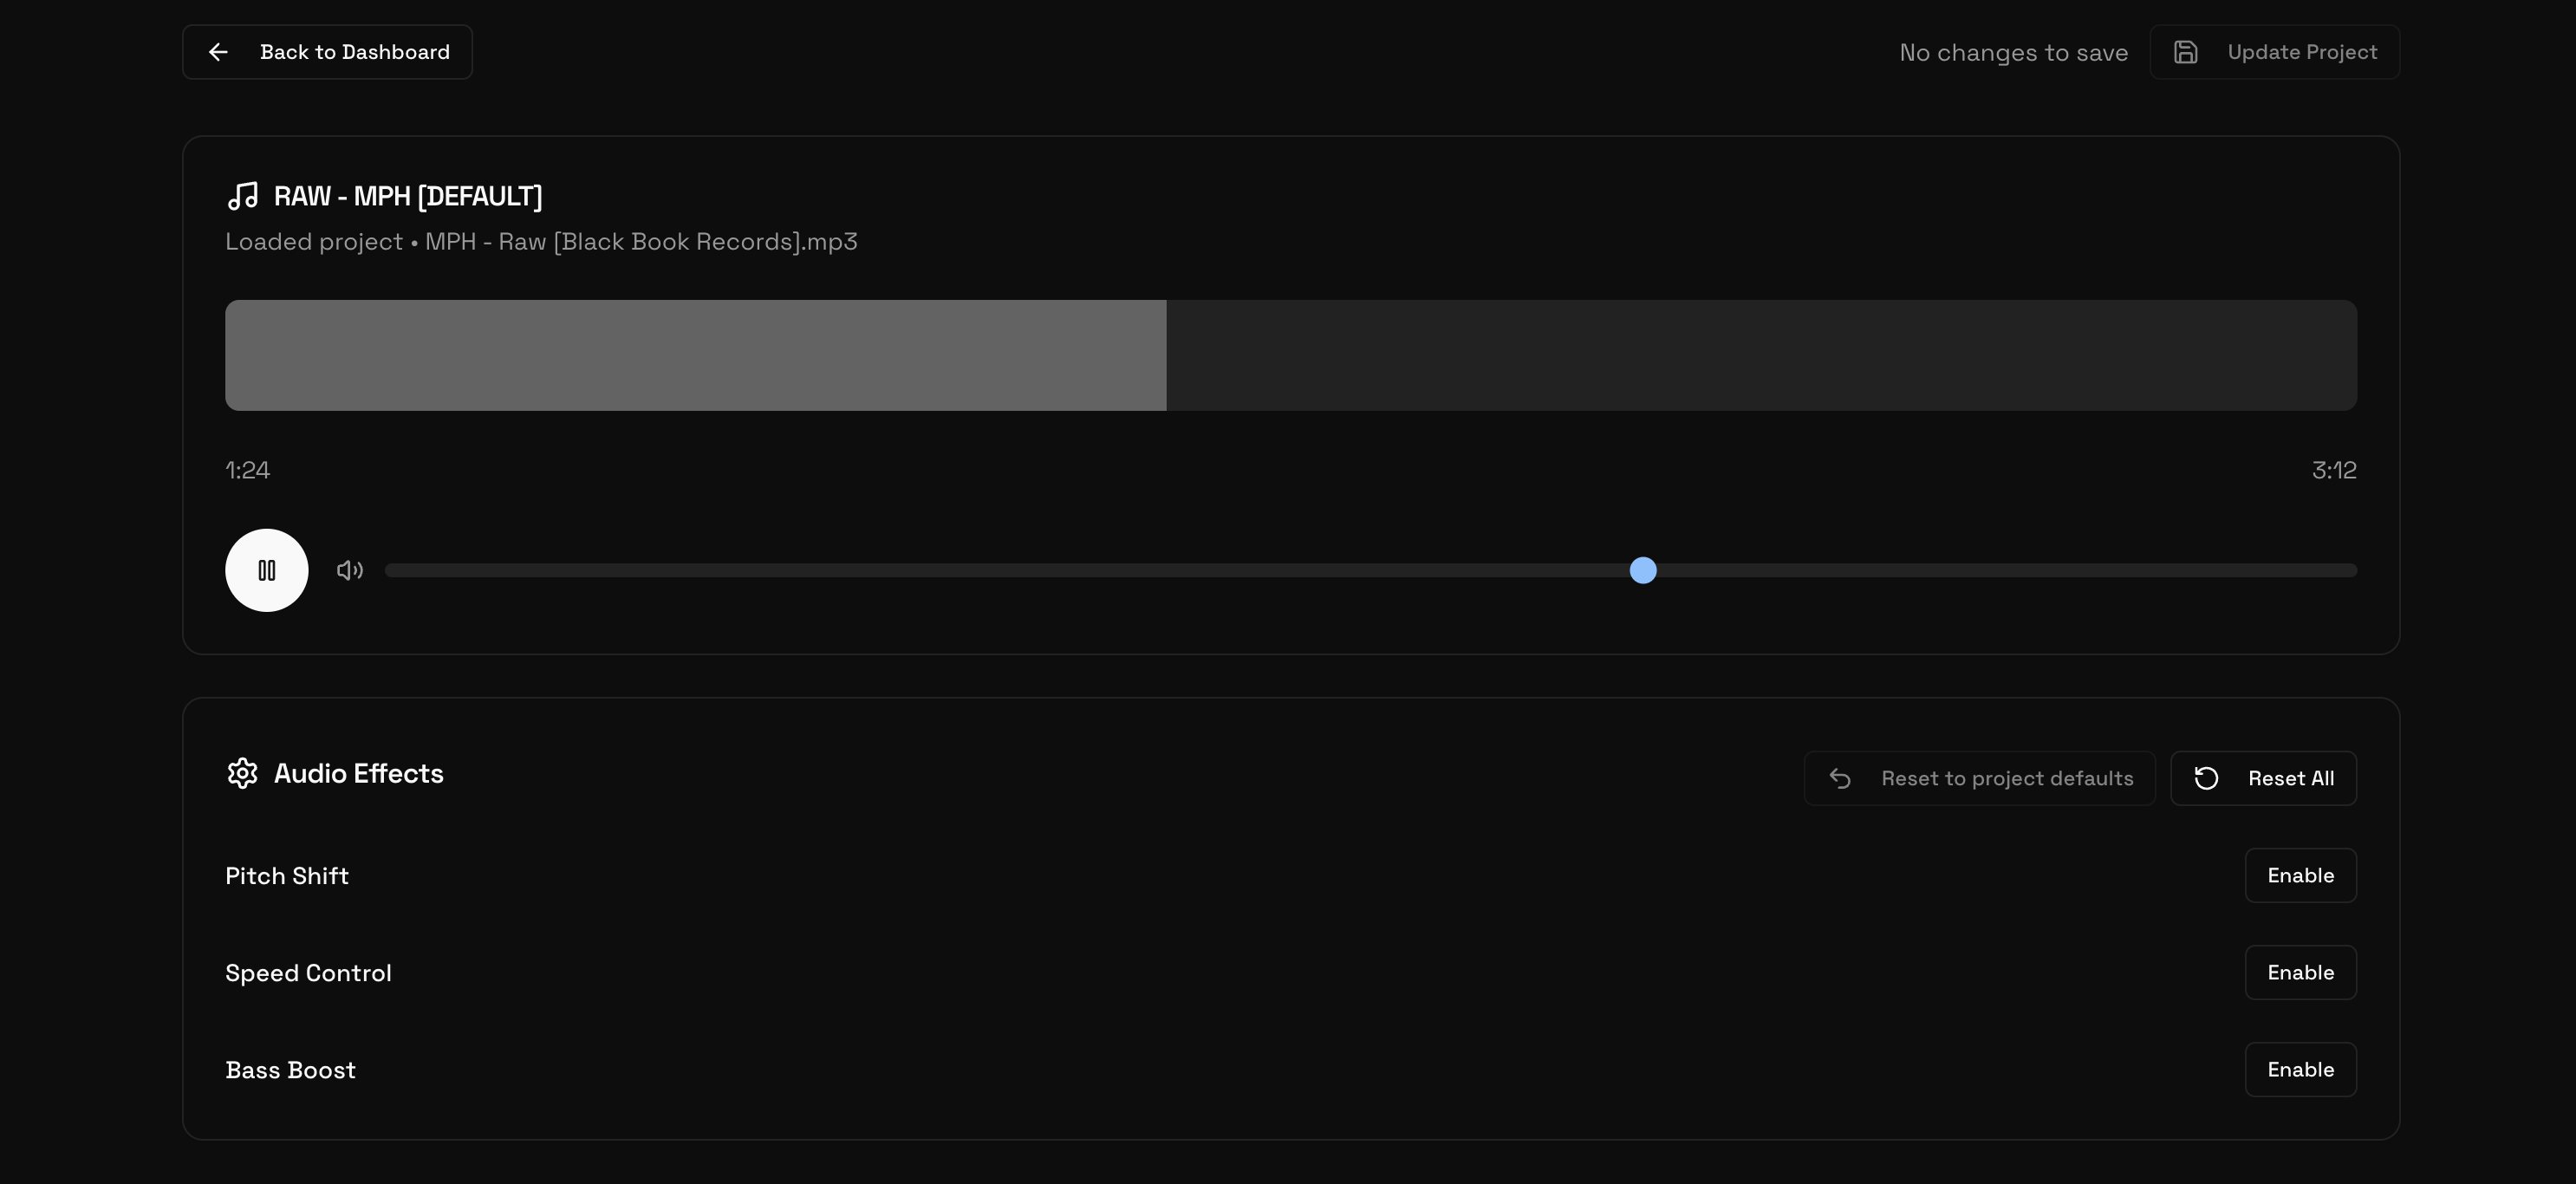 Back to Dashboard
No changes to save
Update Project
RAW - MPH [DEFAULT]
Loaded project • MPH - Raw [Black Book Records].mp3
1:24
3:12
Audio Effects
Reset to project defaults
Reset All
Pitch Shift
Enable
Speed Control
Enable
Bass Boost
Enable